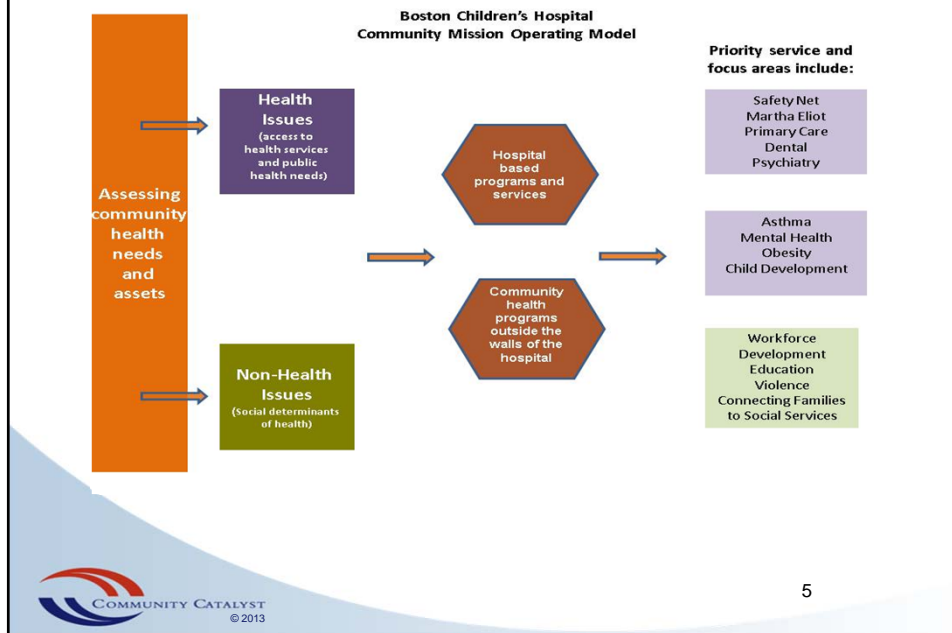 Boston Children's Hospital
Community Mission Operating Model
Assessing
community
health
needs
and
assets
Health
Issues
(access to
health services
and public
health needs)
Non-Health
Issues
(Social determinants
of health)
Hospital
based
programs and
services
Community
health
programs
outside the
walls of the
hospital
Priority service and
focus areas include:
Safety Net
Martha Eliot
Primary Care
Dental
Psychiatry
Asthma
Mental Health
Obesity
Child Development
Workforce
Development
Education
Violence
Connecting Families
to Social Services
COMMUNITY CATALYST
© 2013
5